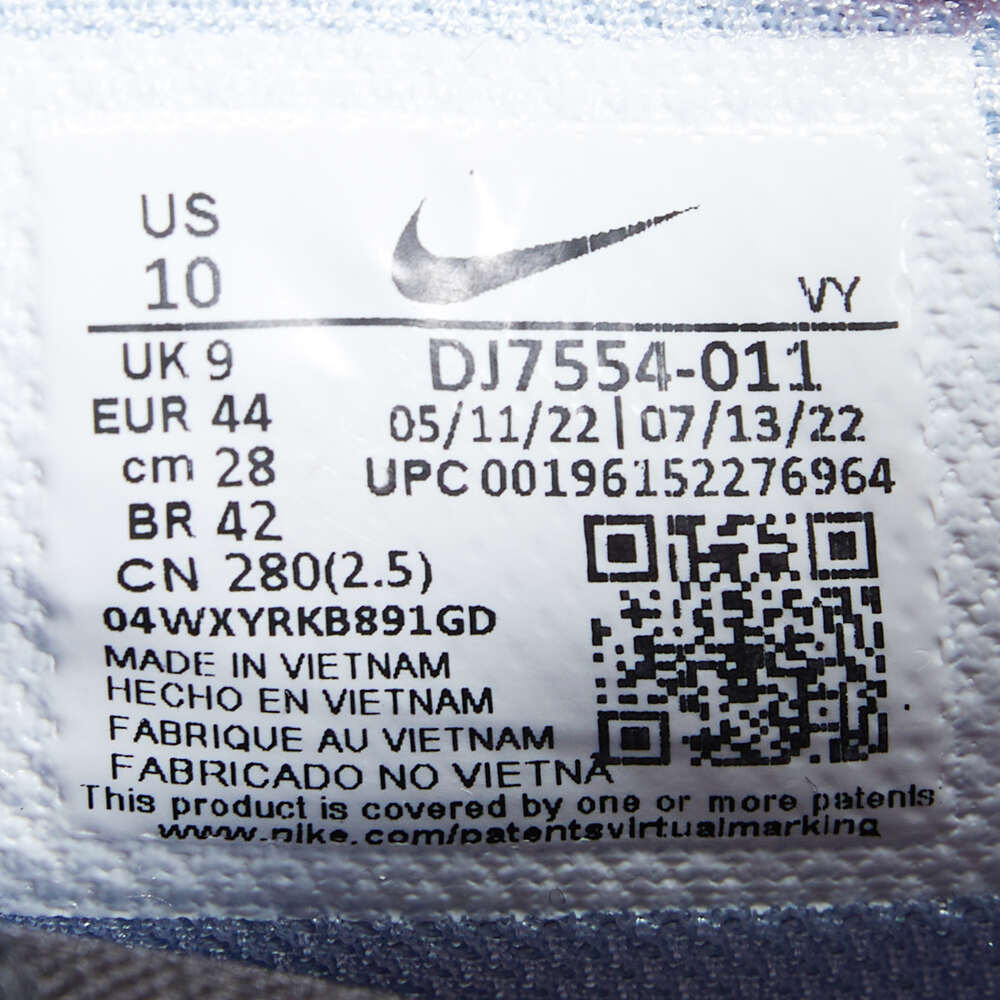 US
10
VY
UK 9
EUR 44
cm 28
BR 42
CN 280(2.5)
DJ7554-011
05/11/22 | 07/13/22
UPC 00196152276964
04WXYRKB891GD
MADE IN VIETNAM
HECHO EN VIETNAM
FABRIQUE AU VIETNAM
FABRICADO NO VIETNA
This product is covered by one or more patents
www.nike.com/patentsvirtualmarking